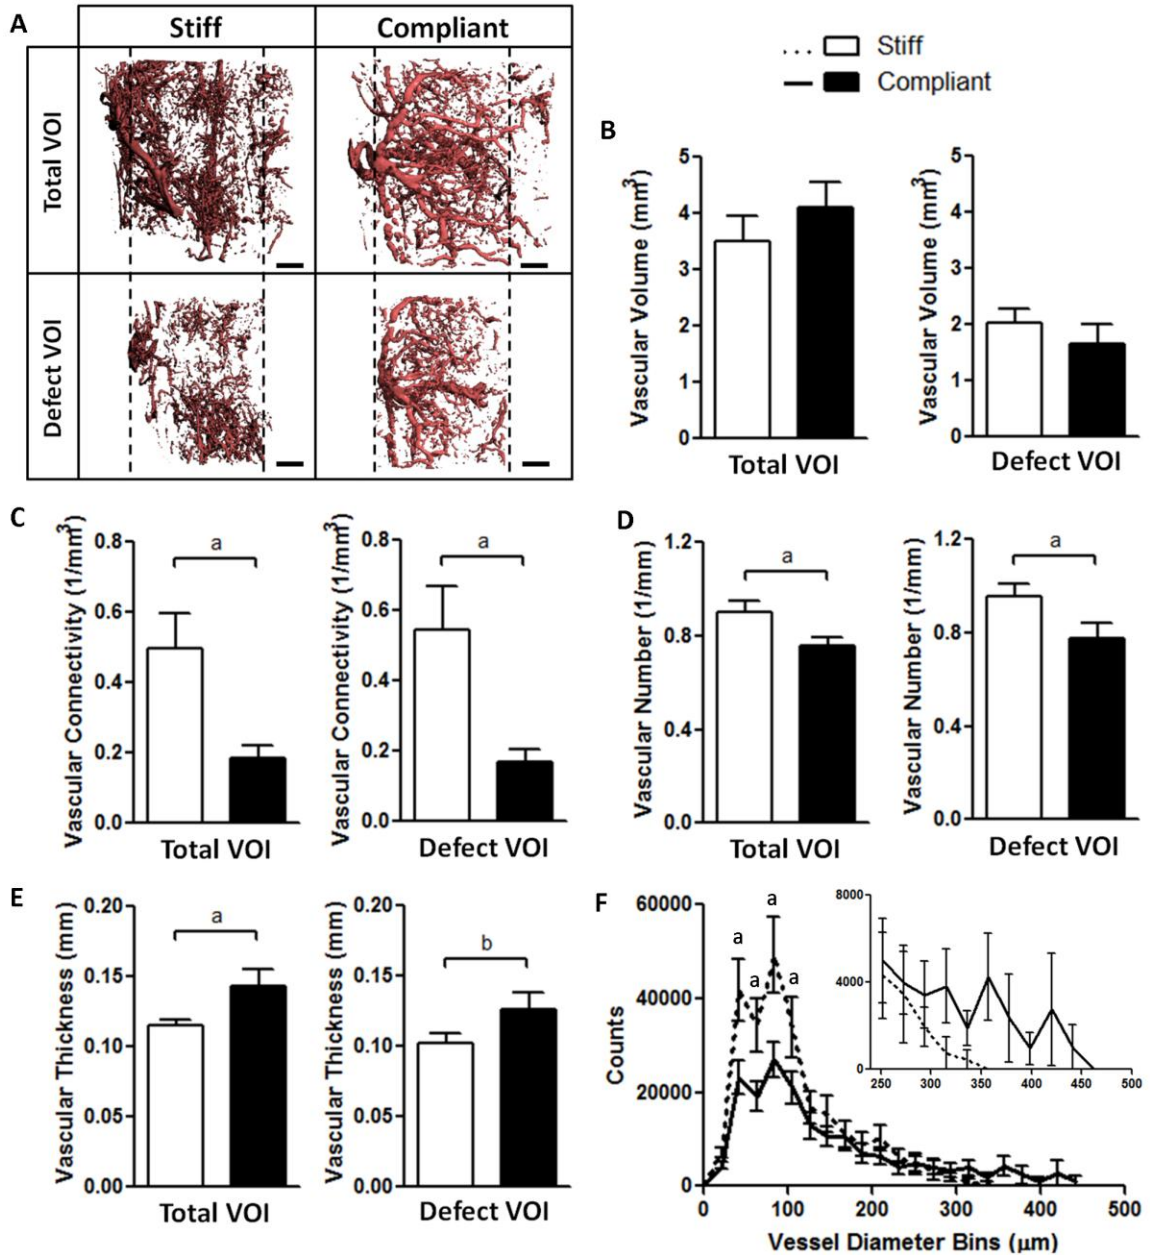 A
Stiff
Compliant
Total VOI
Defect VOI
Stiff
Compliant
B
Vascular Volume (mm³)
5
4
3
2
1
0
Total VOI
Vascular Volume (mm³)
5
4
3
2
1
0
Defect VOI
C
Vascular Connectivity (1/mm³)
0.8
0.6
0.4
0.2
0.0
a
Total VOI
Vascular Connectivity (1/mm³)
0.8
0.6
0.4
0.2
0.0
a
Defect VOI
D
Vascular Number (1/mm)
1.2
0.8
0.4
0.0
a
Total VOI
Vascular Number (1/mm)
1.2
0.8
0.4
0.0
a
Defect VOI
E
Vascular Thickness (mm)
0.20
0.15
0.10
0.05
0.00
a
Total VOI
Vascular Thickness (mm)
0.20
0.15
0.10
0.05
0.00
b
Defect VOI
F
Counts
60000
40000
20000
0
a
a
a
a
0 100 200 300 400 500
Vessel Diameter Bins (μm)
8000
4000
0
250 300 350 400 450 500